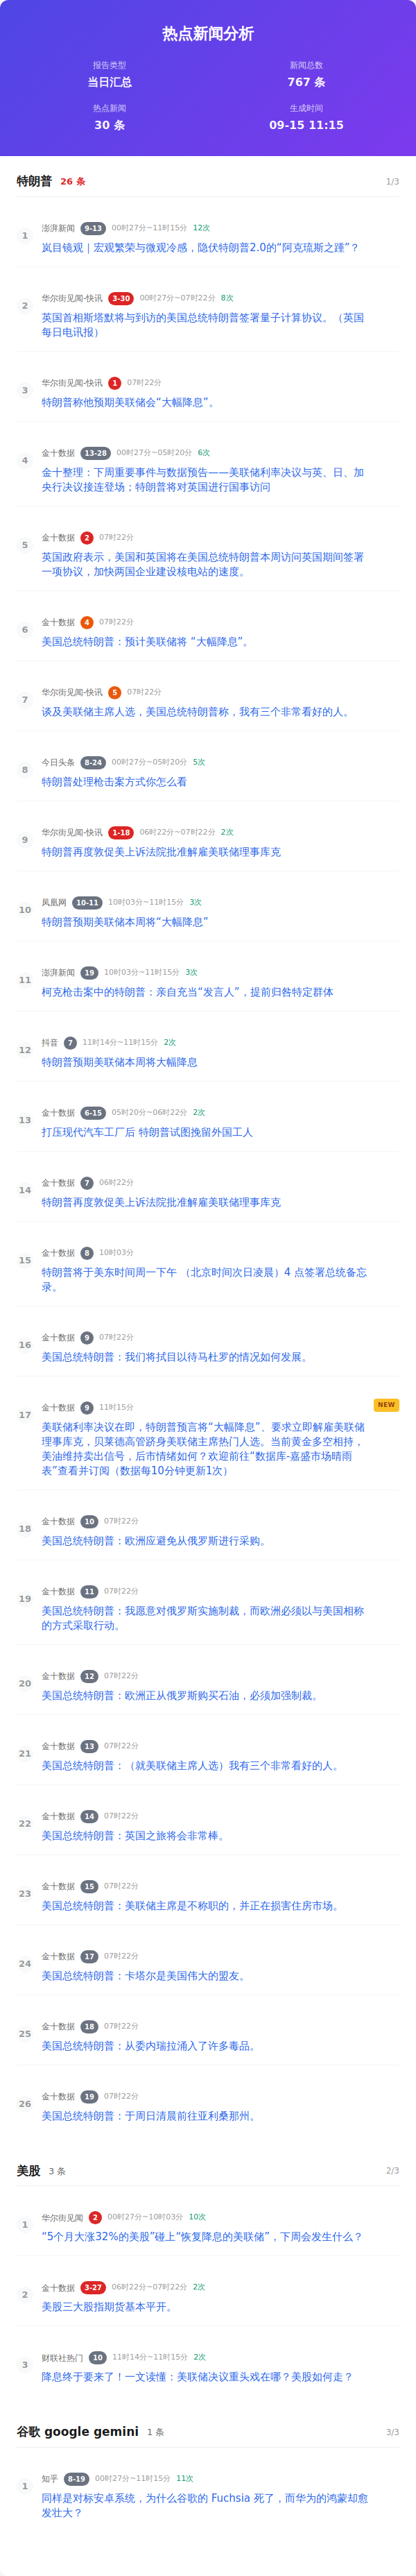 热点新闻分析
报告类型
新闻总数
当日汇总
767 条
热点新闻
生成时间
30 条
09-15 11:15
特朗普 26 条 1/3
1
澎湃新闻 9-13 00时27分~11时15分 12次
岚目镜观｜宏观繁荣与微观冷感，隐伏特朗普2.0的“阿克琉斯之踵”？
2
华尔街见闻-快讯 3-30 00时27分~07时22分 8次
英国首相斯塔默将与到访的美国总统特朗普签署量子计算协议。（英国
每日电讯报）
3
华尔街见闻-快讯 1 07时22分
特朗普称他预期美联储会“大幅降息”。
4
金十数据 13-28 00时27分~05时20分 6次
金十整理：下周重要事件与数据预告——美联储利率决议与英、日、加
央行决议接连登场；特朗普将对英国进行国事访问
5
金十数据 2 07时22分
英国政府表示，美国和英国将在美国总统特朗普本周访问英国期间签署
一项协议，加快两国企业建设核电站的速度。
6
金十数据 4 07时22分
美国总统特朗普：预计美联储将 “大幅降息”。
7
华尔街见闻-快讯 5 07时22分
谈及美联储主席人选，美国总统特朗普称，我有三个非常看好的人。
8
今日头条 8-24 00时27分~05时20分 5次
特朗普处理枪击案方式你怎么看
9
华尔街见闻-快讯 1-18 06时22分~07时22分 2次
特朗普再度敦促美上诉法院批准解雇美联储理事库克
10
凤凰网 10-11 10时03分~11时15分 3次
特朗普预期美联储本周将“大幅降息”
11
澎湃新闻 19 10时03分~11时15分 3次
柯克枪击案中的特朗普：亲自充当“发言人”，提前归咎特定群体
12
抖音 7 11时14分~11时15分 2次
特朗普预期美联储本周将大幅降息
13
金十数据 6-15 05时20分~06时22分 2次
打压现代汽车工厂后 特朗普试图挽留外国工人
14
金十数据 7 06时22分
特朗普再度敦促美上诉法院批准解雇美联储理事库克
15
金十数据 8 10时03分
特朗普将于美东时间周一下午 （北京时间次日凌晨）4 点签署总统备忘
录。
16
金十数据 9 07时22分
美国总统特朗普：我们将拭目以待马杜罗的情况如何发展。
17
金十数据 9 11时15分 NEW
美联储利率决议在即，特朗普预言将“大幅降息”、要求立即解雇美联储
理事库克，贝莱德高管跻身美联储主席热门人选。当前黄金多空相持，
美油维持卖出信号，后市情绪如何？欢迎前往“数据库-嘉盛市场晴雨
表”查看并订阅（数据每10分钟更新1次）
18
金十数据 10 07时22分
美国总统特朗普：欧洲应避免从俄罗斯进行采购。
19
金十数据 11 07时22分
美国总统特朗普：我愿意对俄罗斯实施制裁，而欧洲必须以与美国相称
的方式采取行动。
20
金十数据 12 07时22分
美国总统特朗普：欧洲正从俄罗斯购买石油，必须加强制裁。
21
金十数据 13 07时22分
美国总统特朗普：（就美联储主席人选）我有三个非常看好的人。
22
金十数据 14 07时22分
美国总统特朗普：英国之旅将会非常棒。
23
金十数据 15 07时22分
美国总统特朗普：美联储主席是不称职的，并正在损害住房市场。
24
金十数据 17 07时22分
美国总统特朗普：卡塔尔是美国伟大的盟友。
25
金十数据 18 07时22分
美国总统特朗普：从委内瑞拉涌入了许多毒品。
26
金十数据 19 07时22分
美国总统特朗普：于周日清晨前往亚利桑那州。
美股 3 条 2/3
1
华尔街见闻 2 00时27分~10时03分 10次
“5个月大涨32%的美股”碰上“恢复降息的美联储”，下周会发生什么？
2
金十数据 3-27 06时22分~07时22分 2次
美股三大股指期货基本平开。
3
财联社热门 10 11时14分~11时15分 2次
降息终于要来了！一文读懂：美联储决议重头戏在哪？美股如何走？
谷歌 google gemini 1 条 3/3
1
知乎 8-19 00时27分~11时15分 11次
同样是对标安卓系统，为什么谷歌的 Fuchsia 死了，而华为的鸿蒙却愈
发壮大？